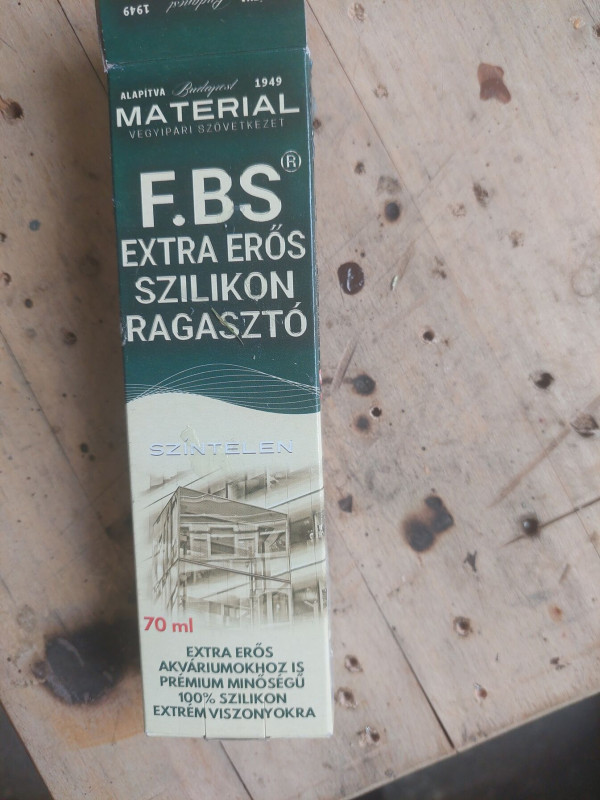 ALAPÍTVA Budapest 1949
MATERIAL
VEGYIPARI SZÖVETKEZET
F.BS®
EXTRA ERŐS
SZILIKON
RAGASZTÓ
SZÍNTELEN
70 ml
EXTRA ERŐS
AKVÁRIUMOKHOZ IS
PRÉMIUM MINŐSÉGŰ
100% SZILIKON
EXTRÉM VISZONYOKRA